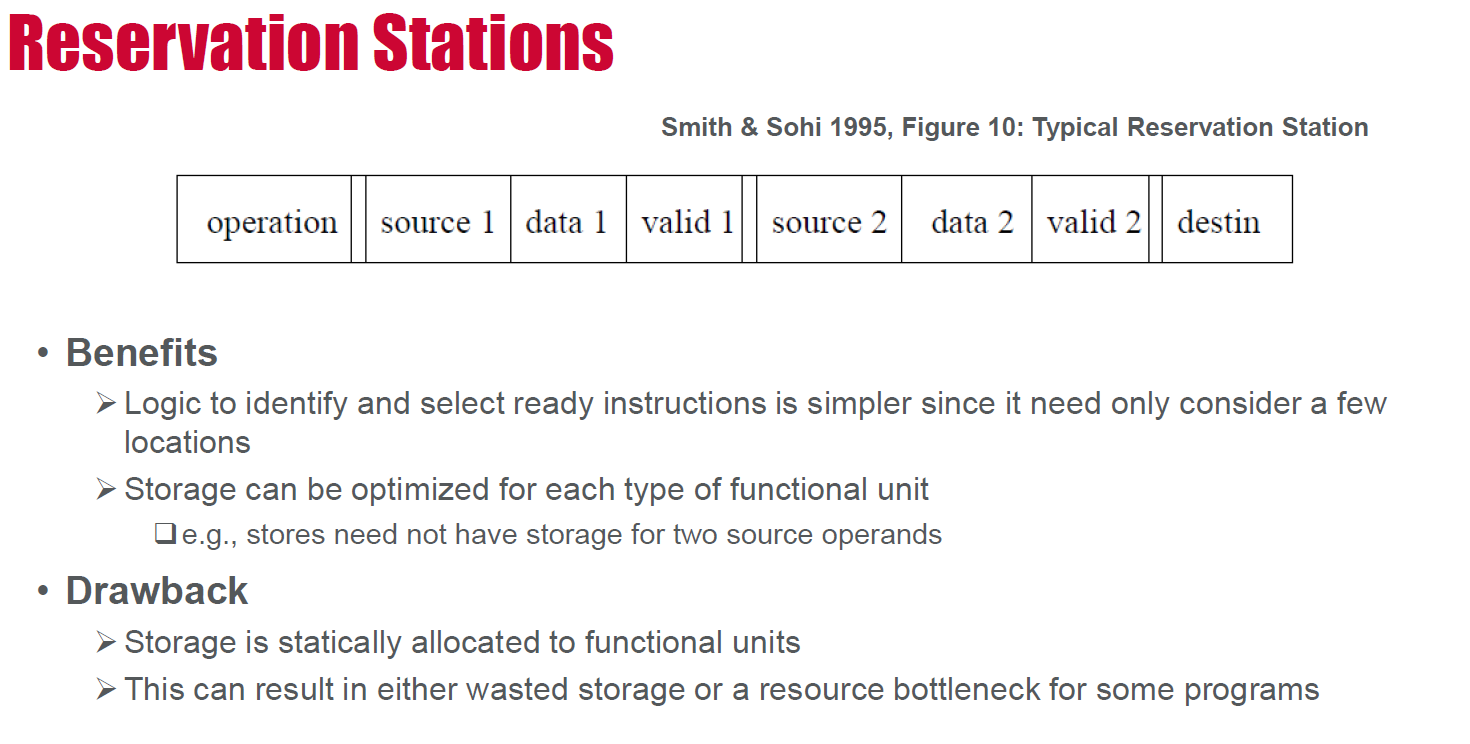 Reservation Stations
Smith & Sohi 1995, Figure 10: Typical Reservation Station
operation source 1 data 1 valid 1 source 2 data 2 valid 2 destin
• Benefits
➢ Logic to identify and select ready instructions is simpler since it need only consider a few
locations
➢ Storage can be optimized for each type of functional unit
❑ e.g., stores need not have storage for two source operands
• Drawback
➢ Storage is statically allocated to functional units
➢ This can result in either wasted storage or a resource bottleneck for some programs